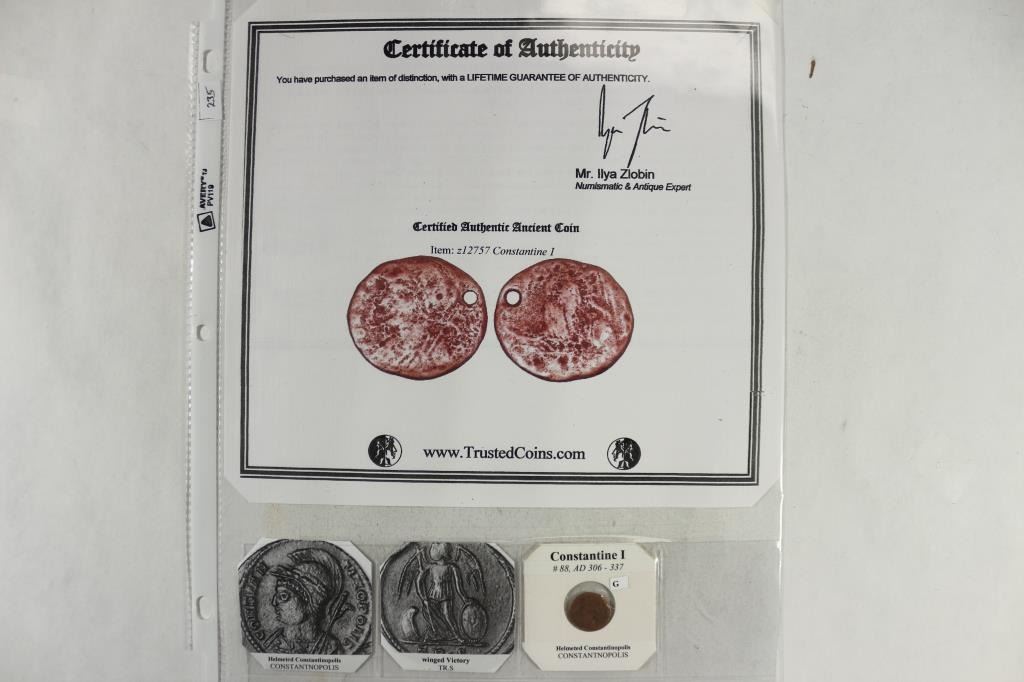 Certificate of Authenticity
You have purchased an item of distinction, with a LIFETIME GUARANTEE OF AUTHENTICITY.
Mr. Ilya Zlobin
Numismatic & Antique Expert
Certified Authentic Ancient Coin
Item: z12757 Constantine I
www.TrustedCoins.com
235
AVERY®
PV119
Helmeted Constantinopolis
CONSTANTNOPOLIS
winged Victory
TR.S
Constantine I
# 88, AD 306 - 337
G
Helmeted Constantinopolis
CONSTANTNOPOLIS